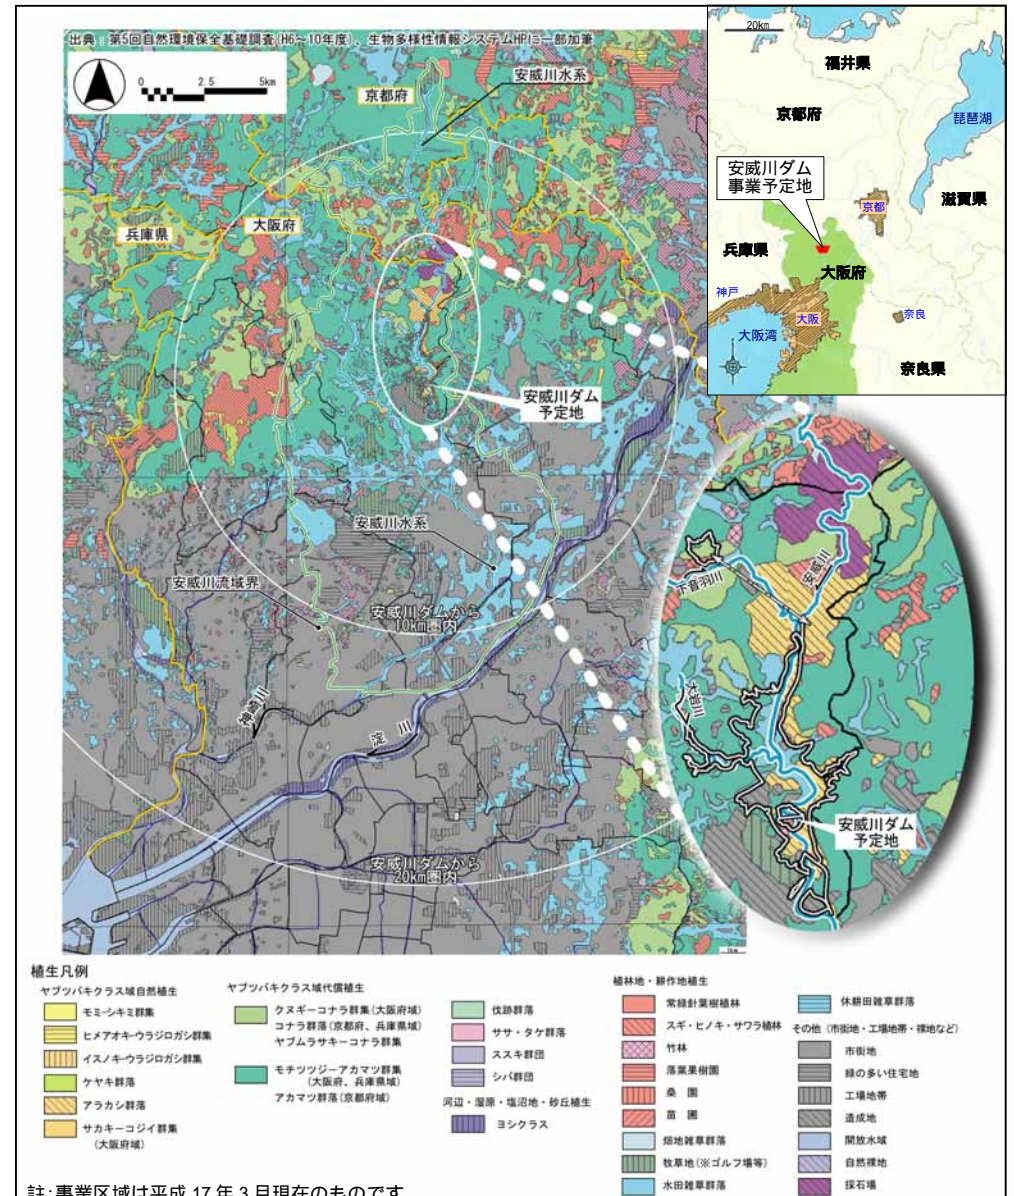 出典：第5回自然環境保全基礎調査(H6～10年度)、生物多様性情報システムHPに一部加筆
0 2.5 5km
京都府
安威川水系
兵庫県
大阪府
安威川ダム
予定地
安威川水系
安威川流域界
安威川ダムから
10km圏内
神崎川
淀川
安威川ダムから
20km圏内
20km
福井県
京都府
琵琶湖
安威川ダム
事業予定地
京都
滋賀県
兵庫県
大阪府
神戸
大阪
奈良
大阪湾
奈良県
下音羽川
安威川
大岩川
安威川ダム
予定地
植生凡例
ヤブツバキクラス域自然植生
モミーシキミ群集
ヒメアオキーウラジロガシ群集
イスノキーウラジロガシ群集
ケヤキ群落
アラカシ群落
サカキーコジイ群集
(大阪府域)
ヤブツバキクラス域代償植生
クヌギーコナラ群集(大阪府域)
コナラ群落(京都府、兵庫県域)
ヤブムラサキーコナラ群集
モチツツジーアカマツ群集
(大阪府、兵庫県域)
アカマツ群落(京都府域)
伐跡群落
ササ・タケ群落
ススキ群団
シバ群団
河辺・湿原・塩沼地・砂丘植生
ヨシクラス
植林地・耕作地植生
常緑針葉樹植林
スギ・ヒノキ・サワラ植林
竹林
落葉果樹園
桑園
苗圃
畑地雑草群落
牧草地(※ゴルフ場等)
水田雑草群落
休耕田雑草群落
その他(市街地・工場地帯・裸地など)
市街地
緑の多い住宅地
工場地帯
造成地
開放水域
自然裸地
採石場
註：事業区域は平成17年3月現在のものです